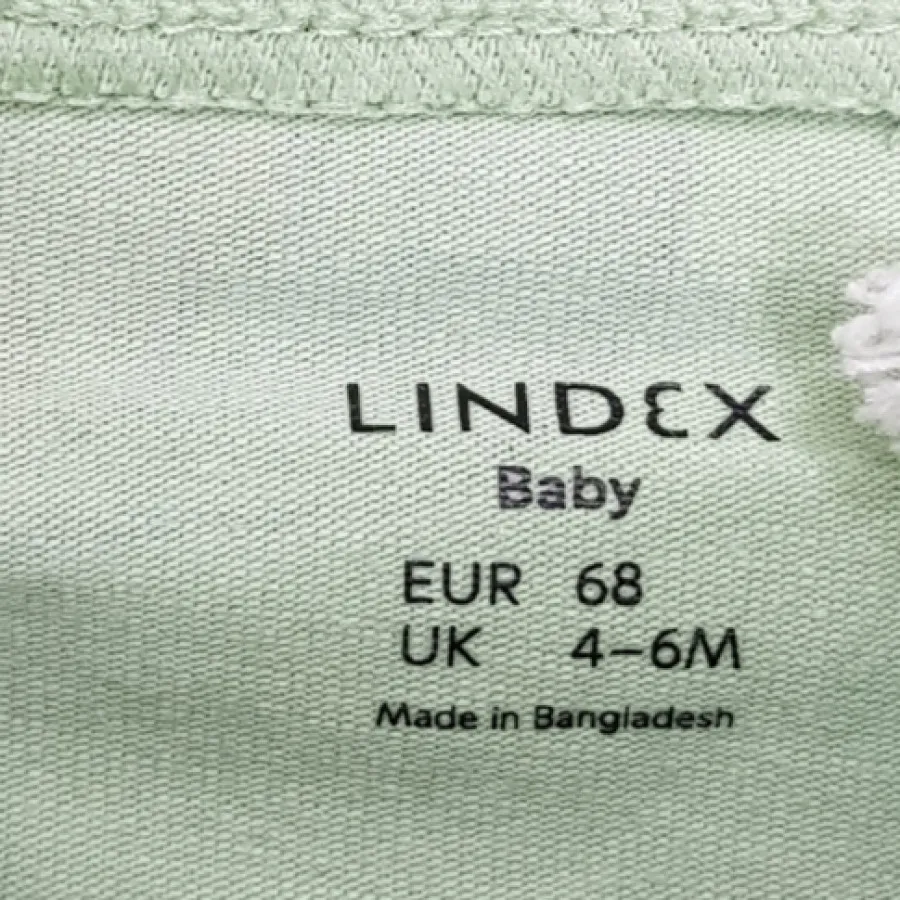 LINDEX
Baby
EUR 68
UK 4–6M
Made in Bangladesh